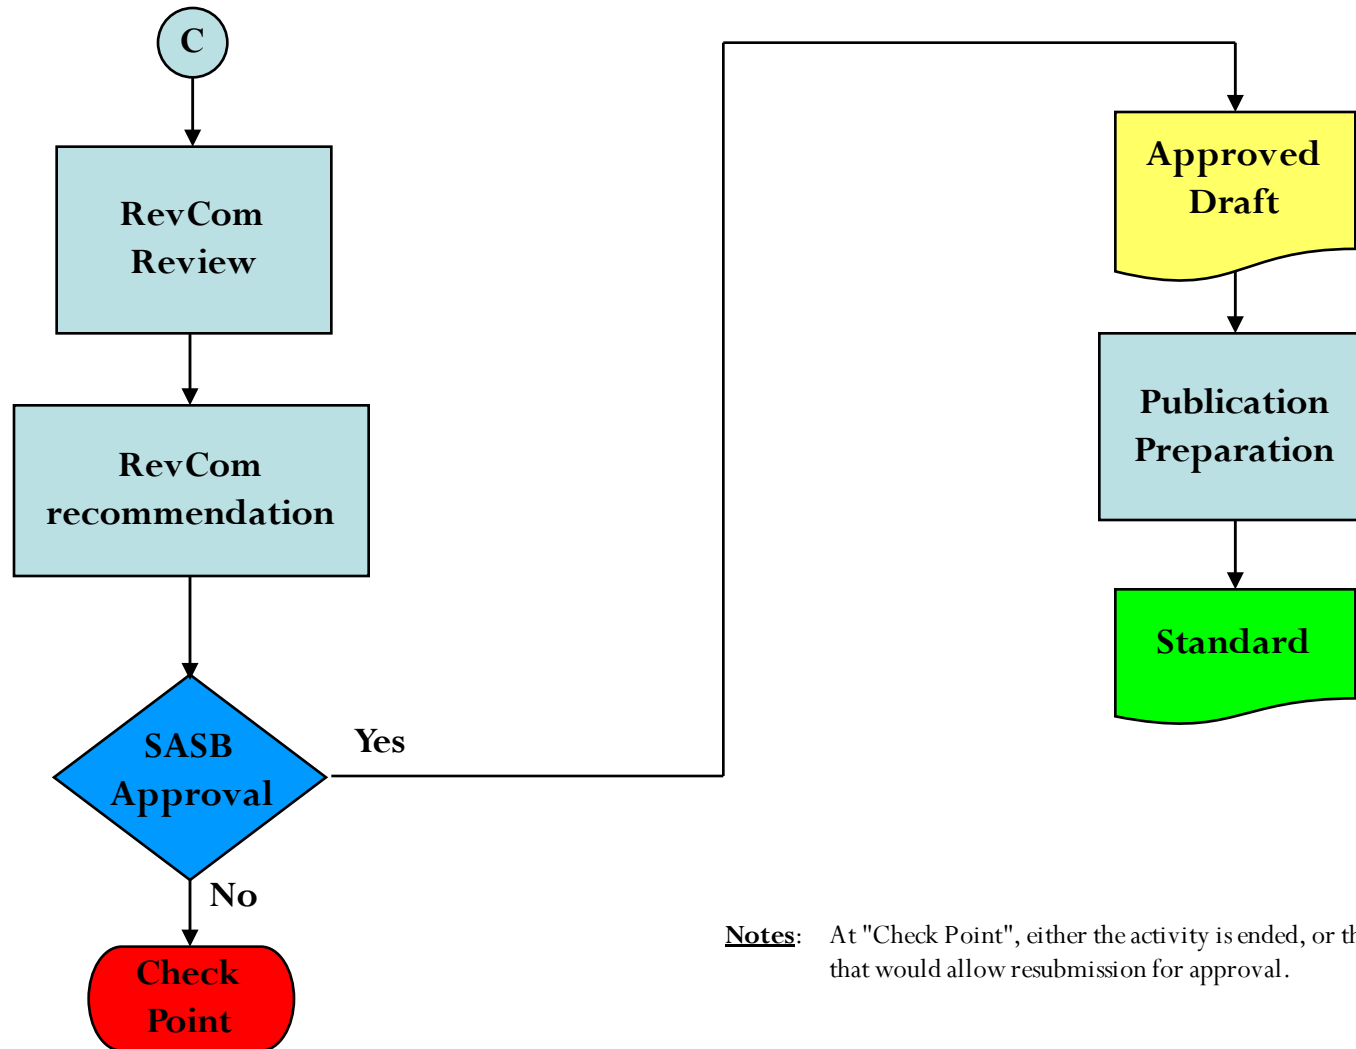 C
RevCom
Review
RevCom
recommendation
SASB
Approval
Yes
No
Check
Point
Approved
Draft
Publication
Preparation
Standard
Notes: At "Check Point", either the activity is ended, or
that would allow resubmission for approval.